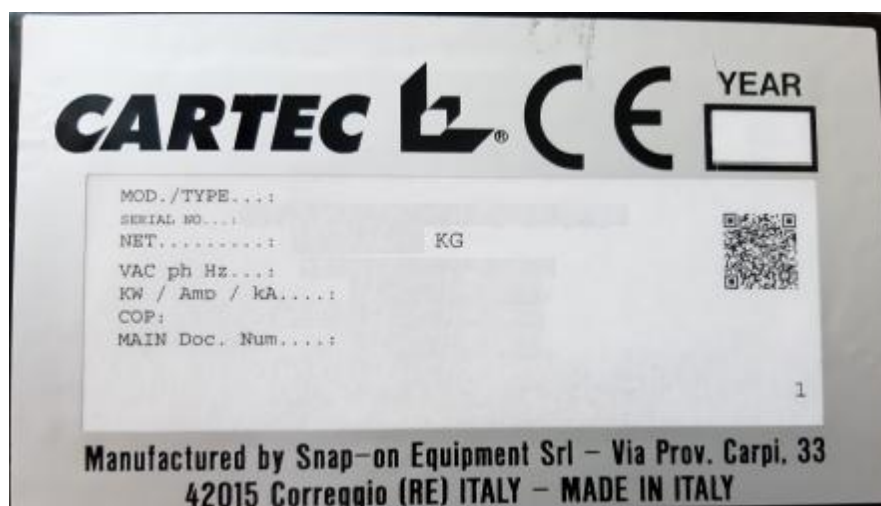 CARTEC ® CE YEAR
MOD./TYPE...:
SERIAL NO...:
NET.........: KG
VAC ph Hz...:
KW / Amp / kA....:
COP:
MAIN Doc. Num....:
1
Manufactured by Snap-on Equipment Srl - Via Prov. Carpi. 33
42015 Correggio (RE) ITALY - MADE IN ITALY